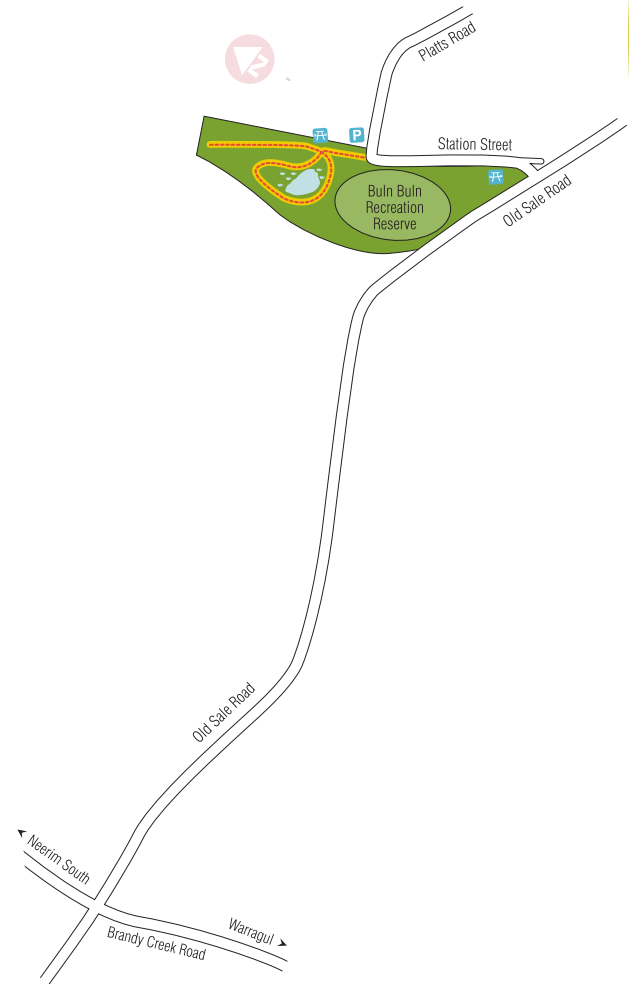 Platts Road
P
Station Street
Old Sale Road
Buln Buln
Recreation
Reserve
Old Sale Road
Neerim South
Warragul
Brandy Creek Road